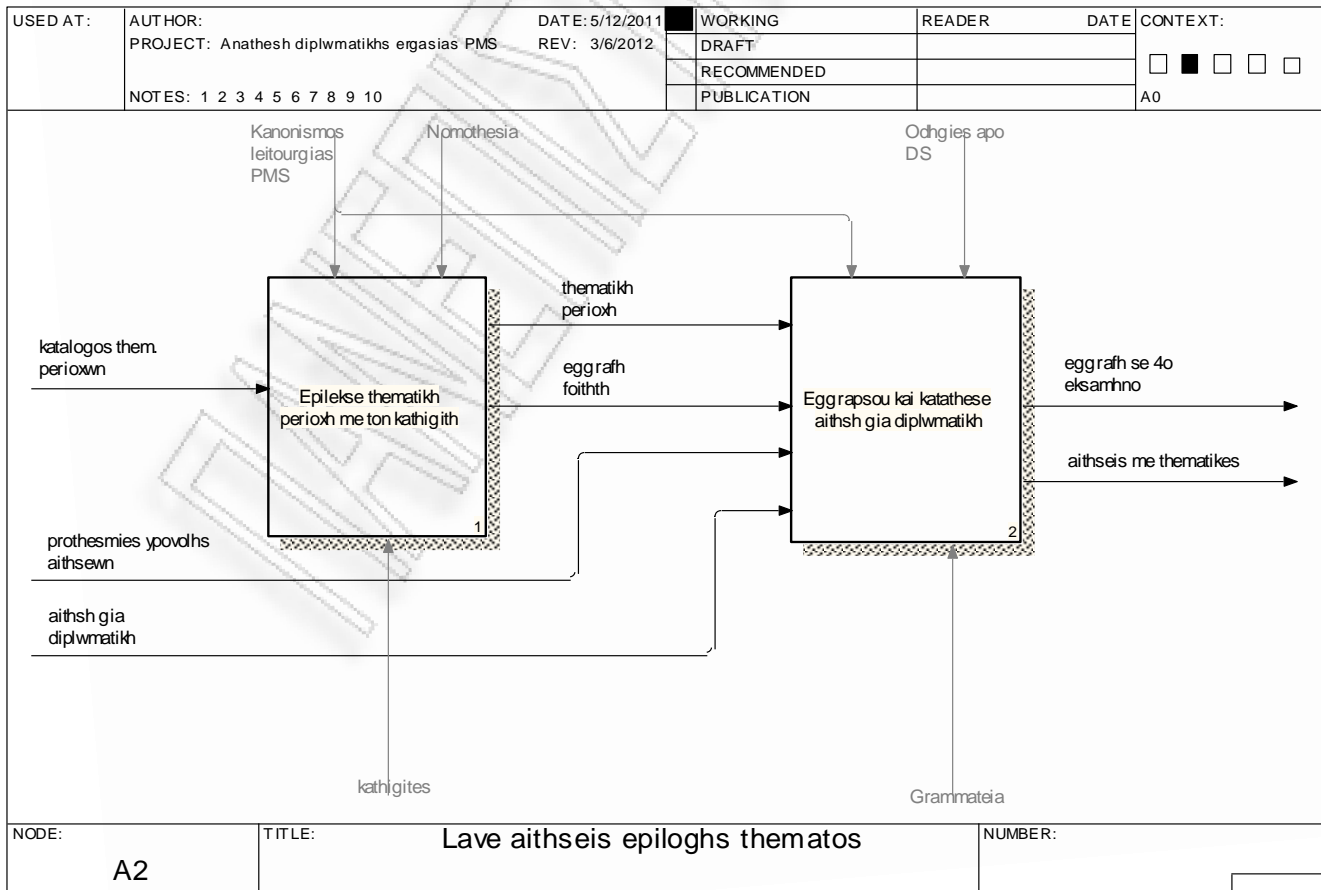 USED AT:
AUTHOR:
DATE: 5/12/2011
WORKING
READER
DATE
CONTEXT:
PROJECT: Anathesh diplwmatikhs ergasias PMS
REV: 3/6/2012
DRAFT
RECOMMENDED
NOTES: 1 2 3 4 5 6 7 8 9 10
PUBLICATION
A0
Kanonismos
leitourgias
PMS
Nomothesia
Odhgies apo
DS
thematikh
perioxh
katalogos them.
perioxwn
eggrafh
foithth
eggrafh se 4o
eksamhno
Epilekse thematikh
perioxh me ton kathigith
1
Eggrapsou kai katathese
aithsh gia diplwmatikh
2
aithseis me thematikes
prothesmies ypovolhs
aithsewn
aithsh gia
diplwmatikh
kathigites
Grammateia
NODE:
A2
TITLE:
Lave aithseis epiloghs thematos
NUMBER: